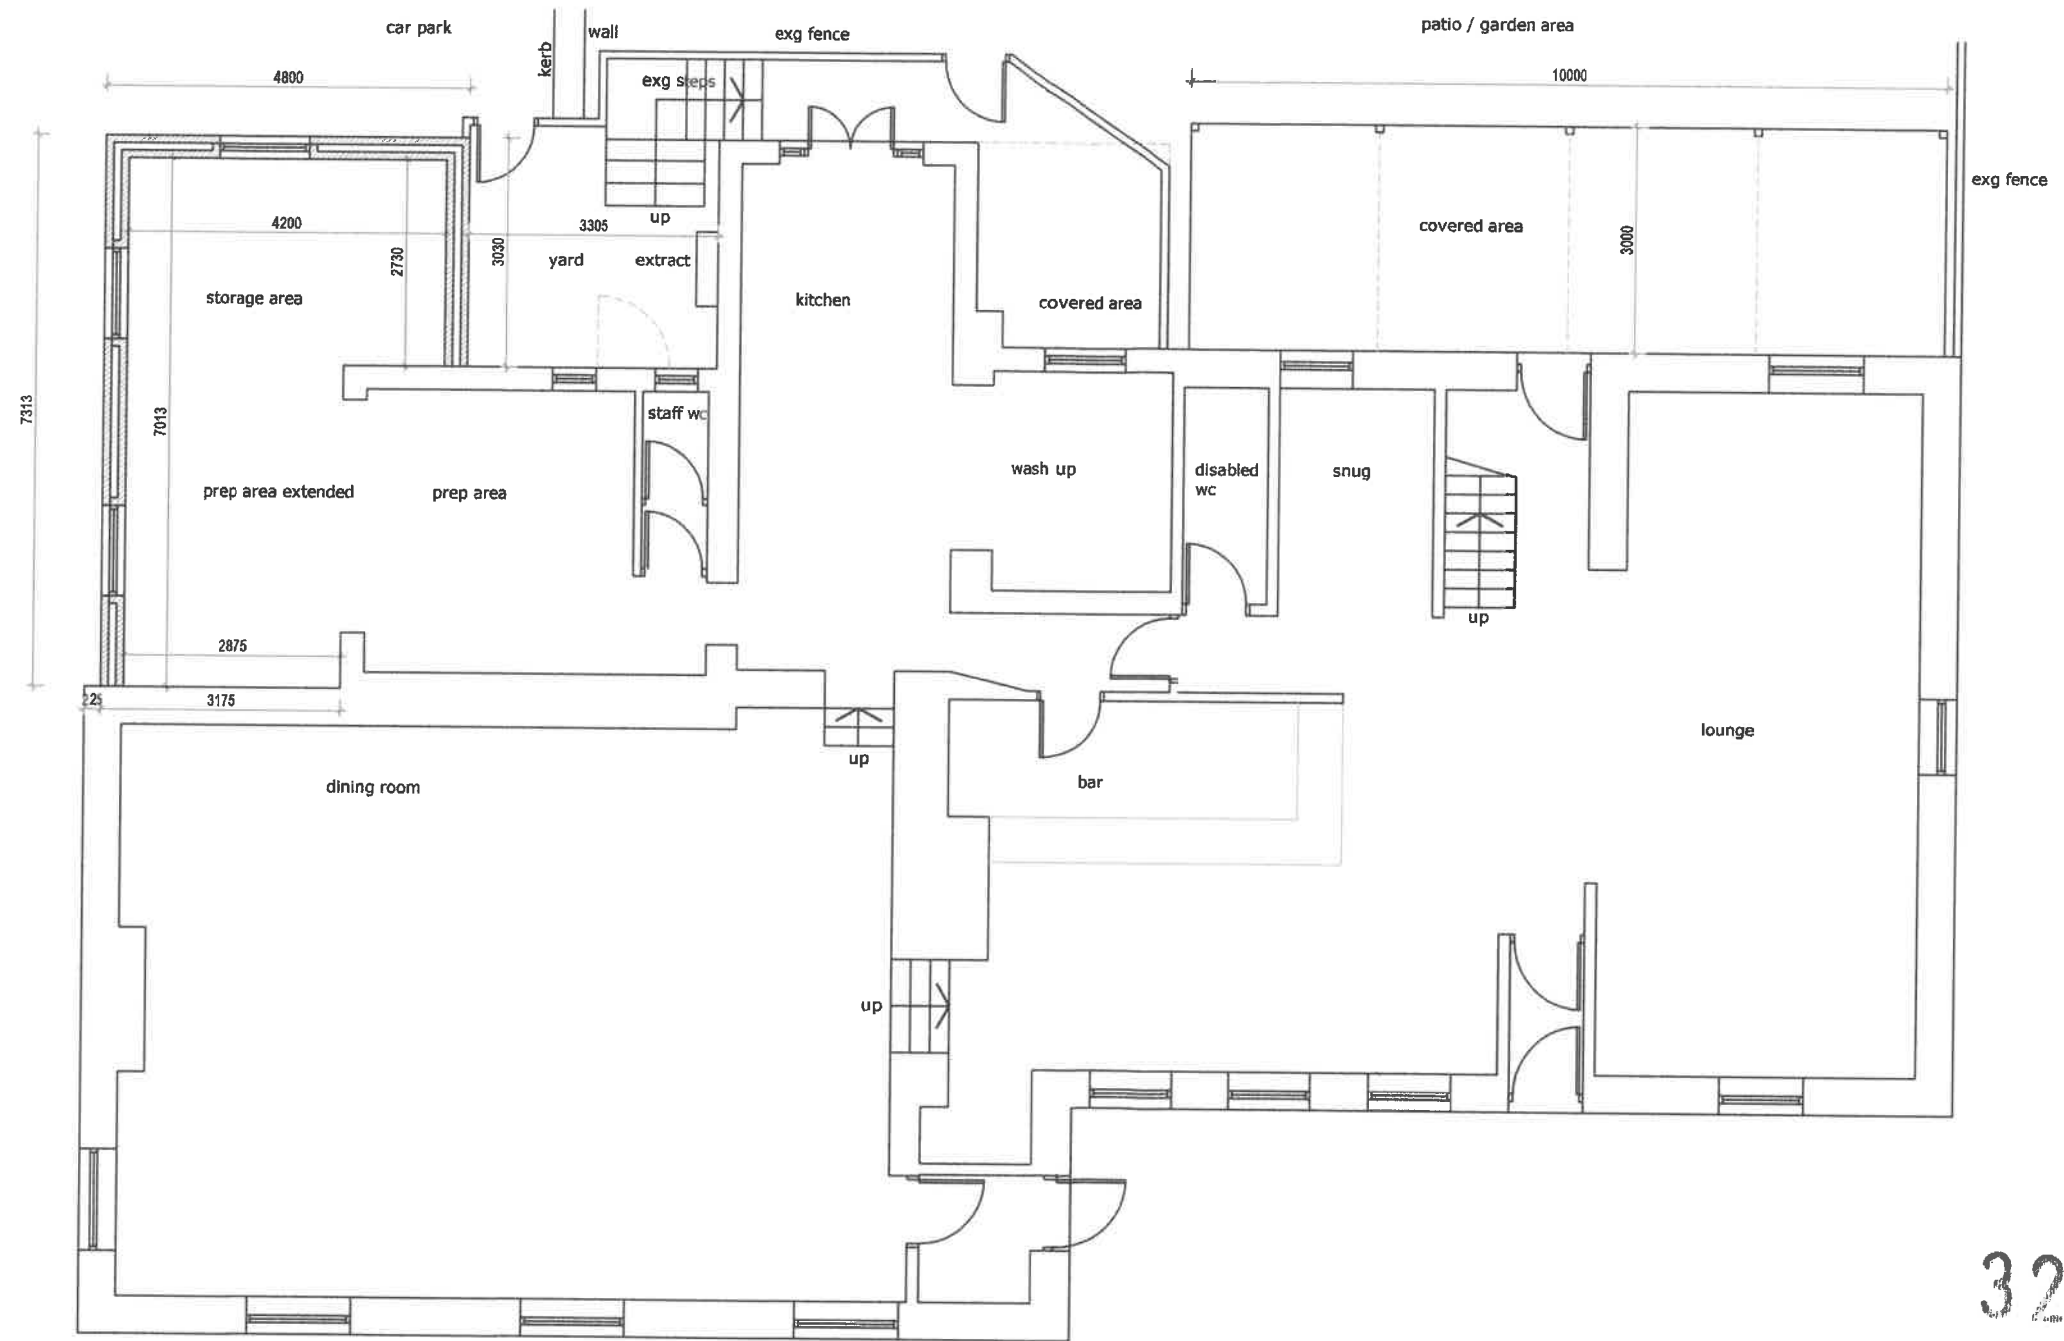 car park
kerb
wall
exg fence
patio / garden area
4800
exg steps
10000
up
exg fence
4200
3305
3030
2730
yard
extract
covered area
3000
storage area
kitchen
covered area
7313
7013
staff wc
prep area extended
prep area
wash up
disabled
wc
snug
up
2875
225
3175
up
lounge
dining room
bar
up
32